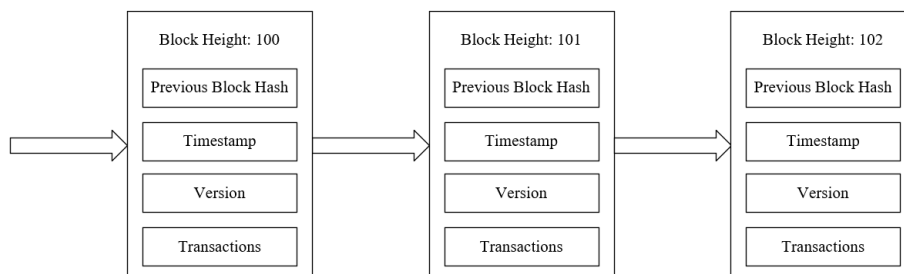 Block Height: 100
Previous Block Hash
Timestamp
Version
Transactions
Block Height: 101
Previous Block Hash
Timestamp
Version
Transactions
Block Height: 102
Previous Block Hash
Timestamp
Version
Transactions